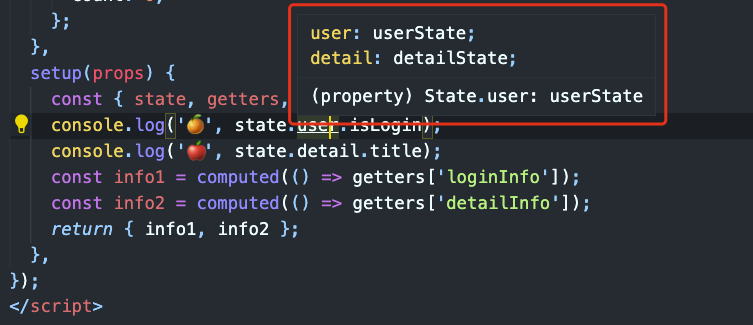 user: userState;
detail: detailState;
(property) State.user: userState
};
},
setup(props) {
const { state, getters,
console.log('🍊', state.user.isLogin);
console.log('🍎', state.detail.title);
const info1 = computed(() => getters['loginInfo']);
const info2 = computed(() => getters['detailInfo']);
return { info1, info2 };
},
});
</script>